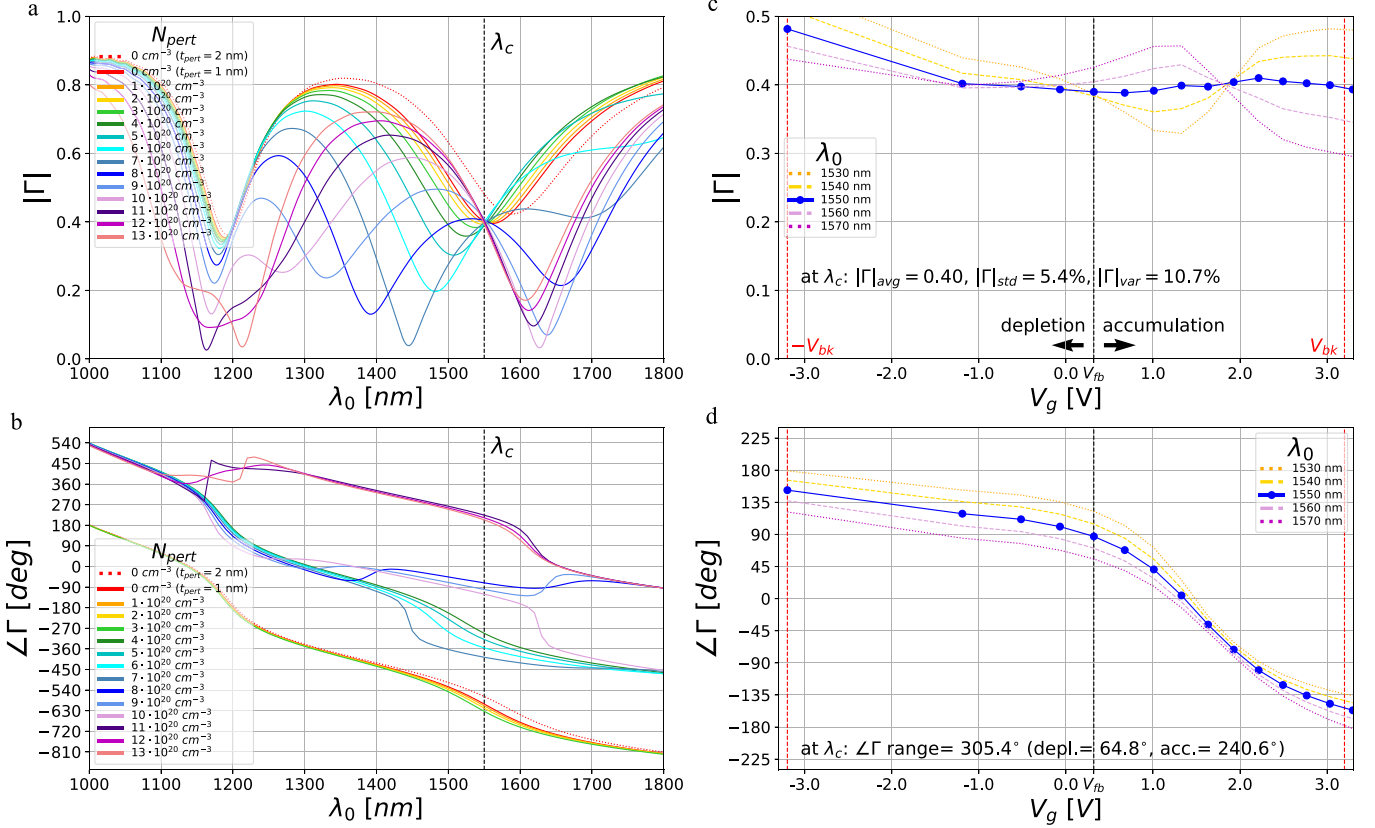 a
1.0
0.8
0.6
0.4
0.2
0.0
|Γ|
N_pert
0 cm⁻³ (t_pert = 2 nm)
0 cm⁻³ (t_pert = 1 nm)
1·10²⁰ cm⁻³
2·10²⁰ cm⁻³
3·10²⁰ cm⁻³
4·10²⁰ cm⁻³
5·10²⁰ cm⁻³
6·10²⁰ cm⁻³
7·10²⁰ cm⁻³
8·10²⁰ cm⁻³
9·10²⁰ cm⁻³
10·10²⁰ cm⁻³
11·10²⁰ cm⁻³
12·10²⁰ cm⁻³
13·10²⁰ cm⁻³
λ_c
1000 1100 1200 1300 1400 1500 1600 1700 1800
λ₀ [nm]
c
0.5
0.4
0.3
0.2
0.1
0.0
|Γ|
λ₀
1530 nm
1540 nm
1550 nm
1560 nm
1570 nm
at λ_c: |Γ|_avg = 0.40, |Γ|_std = 5.4%, |Γ|_var = 10.7%
depletion accumulation
−V_bk V_bk
-3.0 -2.0 -1.0 0.0 V_fb 1.0 2.0 3.0
V_g [V]
b
540
450
360
270
180
90
0
−90
−180
−270
−360
−450
−540
−630
−720
−810
∠Γ [deg]
λ_c
N_pert
0 cm⁻³ (t_pert = 2 nm)
0 cm⁻³ (t_pert = 1 nm)
1·10²⁰ cm⁻³
2·10²⁰ cm⁻³
3·10²⁰ cm⁻³
4·10²⁰ cm⁻³
5·10²⁰ cm⁻³
6·10²⁰ cm⁻³
7·10²⁰ cm⁻³
8·10²⁰ cm⁻³
9·10²⁰ cm⁻³
10·10²⁰ cm⁻³
11·10²⁰ cm⁻³
12·10²⁰ cm⁻³
13·10²⁰ cm⁻³
1000 1100 1200 1300 1400 1500 1600 1700 1800
λ₀ [nm]
d
225
180
135
90
45
0
−45
−90
−135
−180
−225
∠Γ [deg]
λ₀
1530 nm
1540 nm
1550 nm
1560 nm
1570 nm
at λ_c: ∠Γ range= 305.4° (depl.= 64.8°, acc.= 240.6°)
-3.0 -2.0 -1.0 0.0 V_fb 1.0 2.0 3.0
V_g [V]